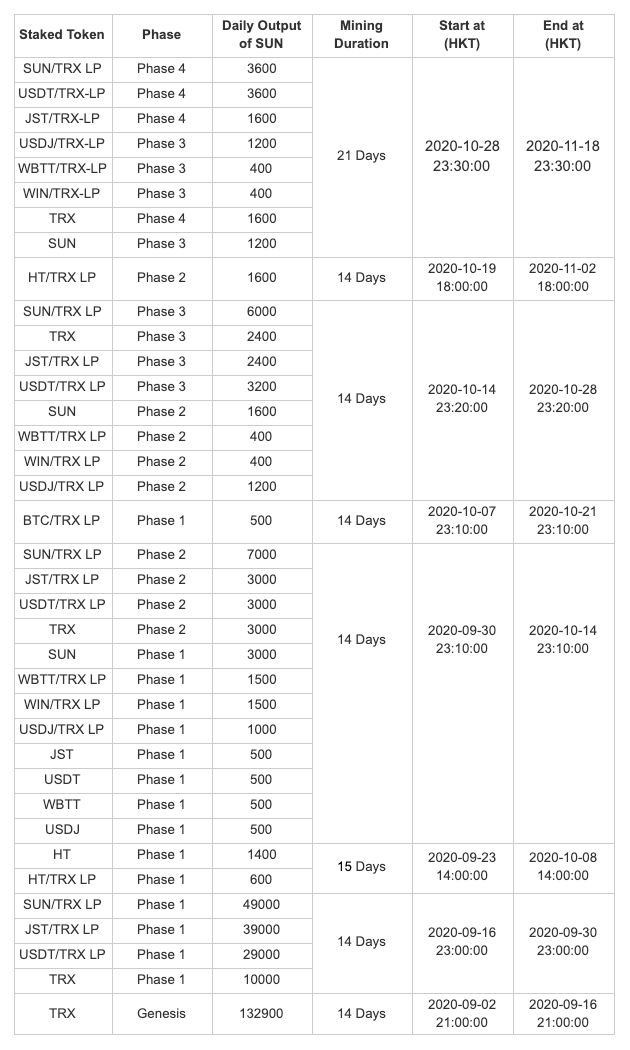 Staked Token Phase Daily Output of SUN Mining Duration Start at (HKT) End at (HKT)
SUN/TRX LP Phase 4 3600
USDT/TRX-LP Phase 4 3600
JST/TRX-LP Phase 4 1600
USDJ/TRX-LP Phase 3 1200
21 Days 2020-10-28 23:30:00 2020-11-18 23:30:00
WBTT/TRX-LP Phase 3 400
WIN/TRX-LP Phase 3 400
TRX Phase 4 1600
SUN Phase 3 1200
HT/TRX LP Phase 2 1600 14 Days 2020-10-19 18:00:00 2020-11-02 18:00:00
SUN/TRX LP Phase 3 6000
TRX Phase 3 2400
JST/TRX LP Phase 3 2400
USDT/TRX LP Phase 3 3200
14 Days 2020-10-14 23:20:00 2020-10-28 23:20:00
SUN Phase 2 1600
WBTT/TRX LP Phase 2 400
WIN/TRX LP Phase 2 400
USDJ/TRX LP Phase 2 1200
BTC/TRX LP Phase 1 500 14 Days 2020-10-07 23:10:00 2020-10-21 23:10:00
SUN/TRX LP Phase 2 7000
JST/TRX LP Phase 2 3000
USDT/TRX LP Phase 2 3000
TRX Phase 2 3000
14 Days 2020-09-30 23:10:00 2020-10-14 23:10:00
SUN Phase 1 3000
WBTT/TRX LP Phase 1 1500
WIN/TRX LP Phase 1 1500
USDJ/TRX LP Phase 1 1000
JST Phase 1 500
USDT Phase 1 500
WBTT Phase 1 500
USDJ Phase 1 500
HT Phase 1 1400
15 Days 2020-09-23 14:00:00 2020-10-08 14:00:00
HT/TRX LP Phase 1 600
SUN/TRX LP Phase 1 49000
JST/TRX LP Phase 1 39000
14 Days 2020-09-16 23:00:00 2020-09-30 23:00:00
USDT/TRX LP Phase 1 29000
TRX Phase 1 10000
TRX Genesis 132900 14 Days 2020-09-02 21:00:00 2020-09-16 21:00:00